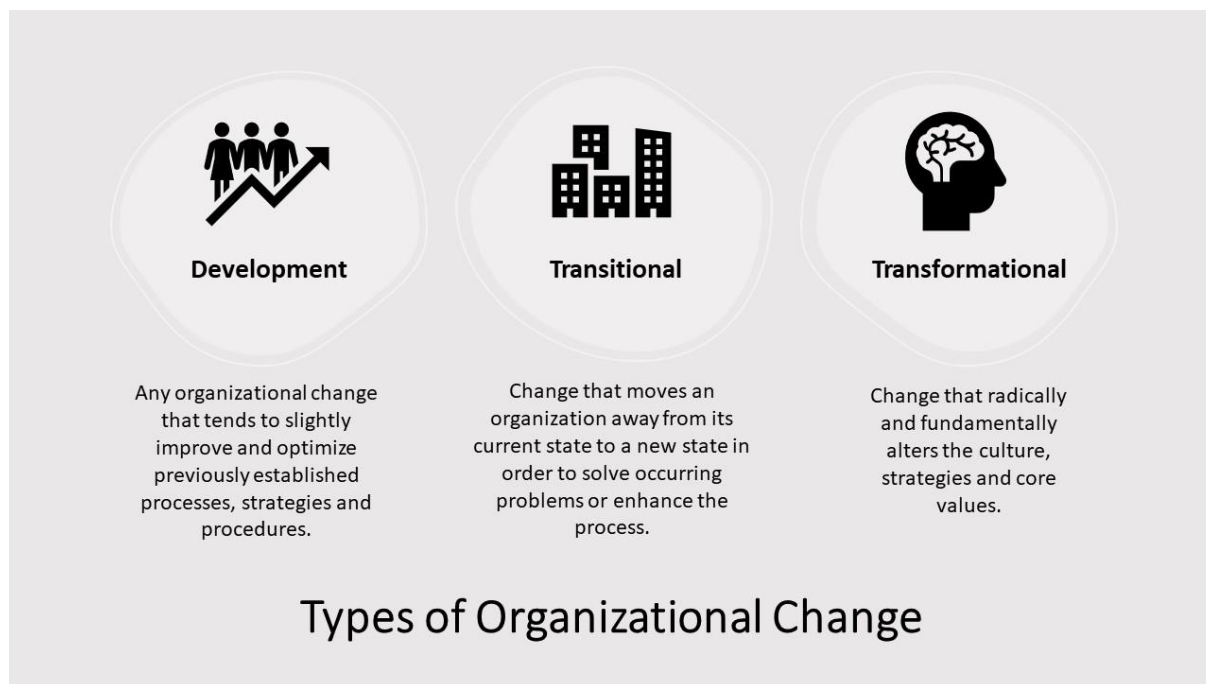 Development
Any organizational change
that tends to slightly
improve and optimize
previously established
processes, strategies and
procedures.
Transitional
Change that moves an
organization away from its
current state to a new state in
order to solve occurring
problems or enhance the
process.
Transformational
Change that radically
and fundamentally
alters the culture,
strategies and core
values.
Types of Organizational Change